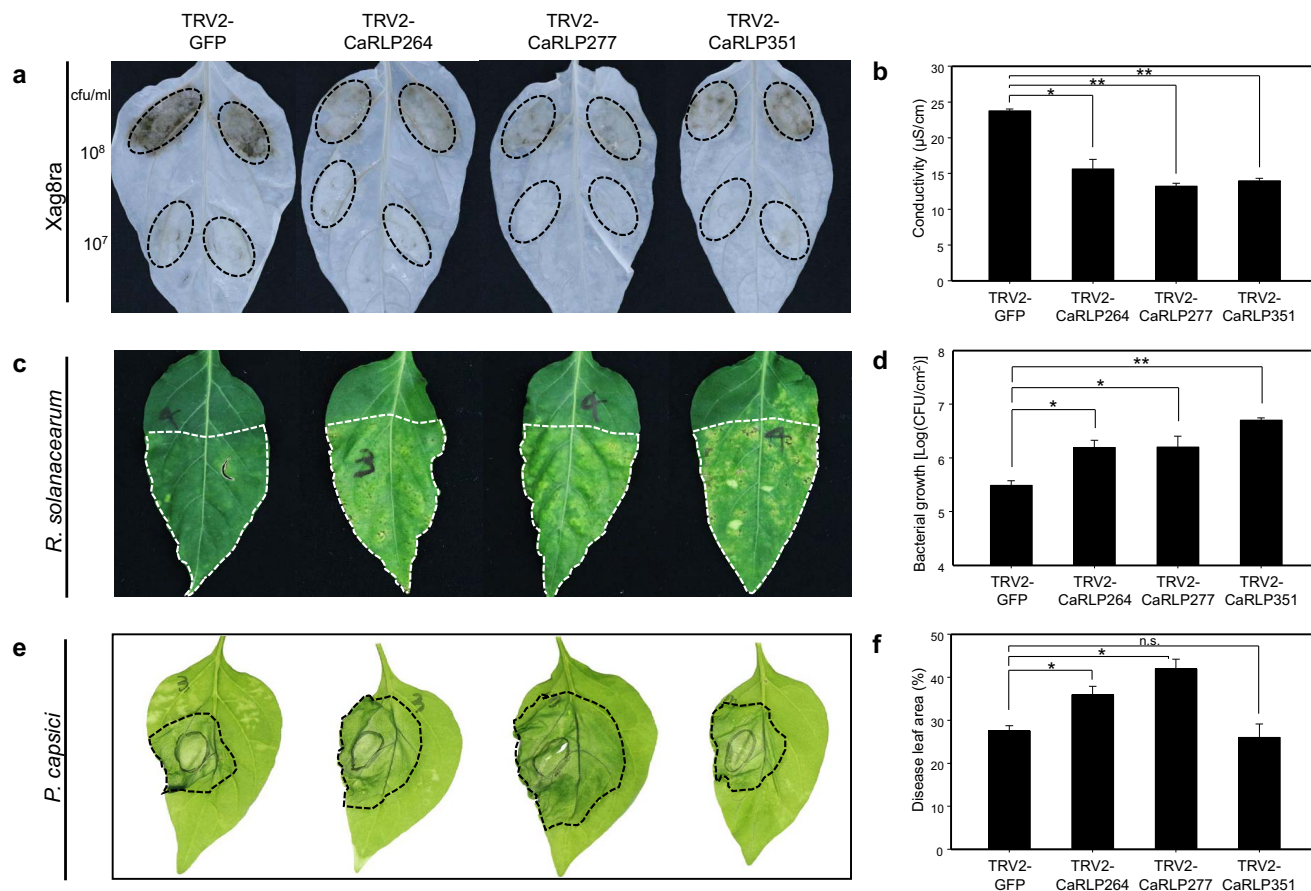 TRV2-
GFP
TRV2-
CaRLP264
TRV2-
CaRLP277
TRV2-
CaRLP351
a
Xag8ra
cfu/ml
10⁸
10⁷
b
Conductivity (µS/cm)
30
25
20
15
10
5
0
*
**
**
TRV2-
GFP
TRV2-
CaRLP264
TRV2-
CaRLP277
TRV2-
CaRLP351
c
R. solanacearum
4
3
4
4
d
Bacterial growth [Log(CFU/cm²)]
8
7
6
5
4
*
*
**
TRV2-
GFP
TRV2-
CaRLP264
TRV2-
CaRLP277
TRV2-
CaRLP351
e
P. capsici
3
3
f
Disease leaf area (%)
50
40
30
20
10
0
*
*
n.s.
TRV2-
GFP
TRV2-
CaRLP264
TRV2-
CaRLP277
TRV2-
CaRLP351